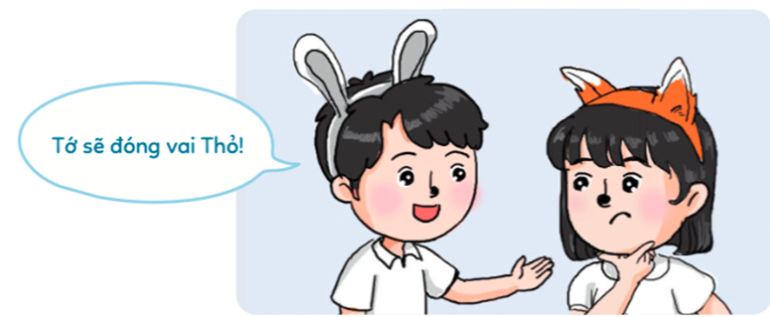 Tớ sẽ đóng vai Thỏ!